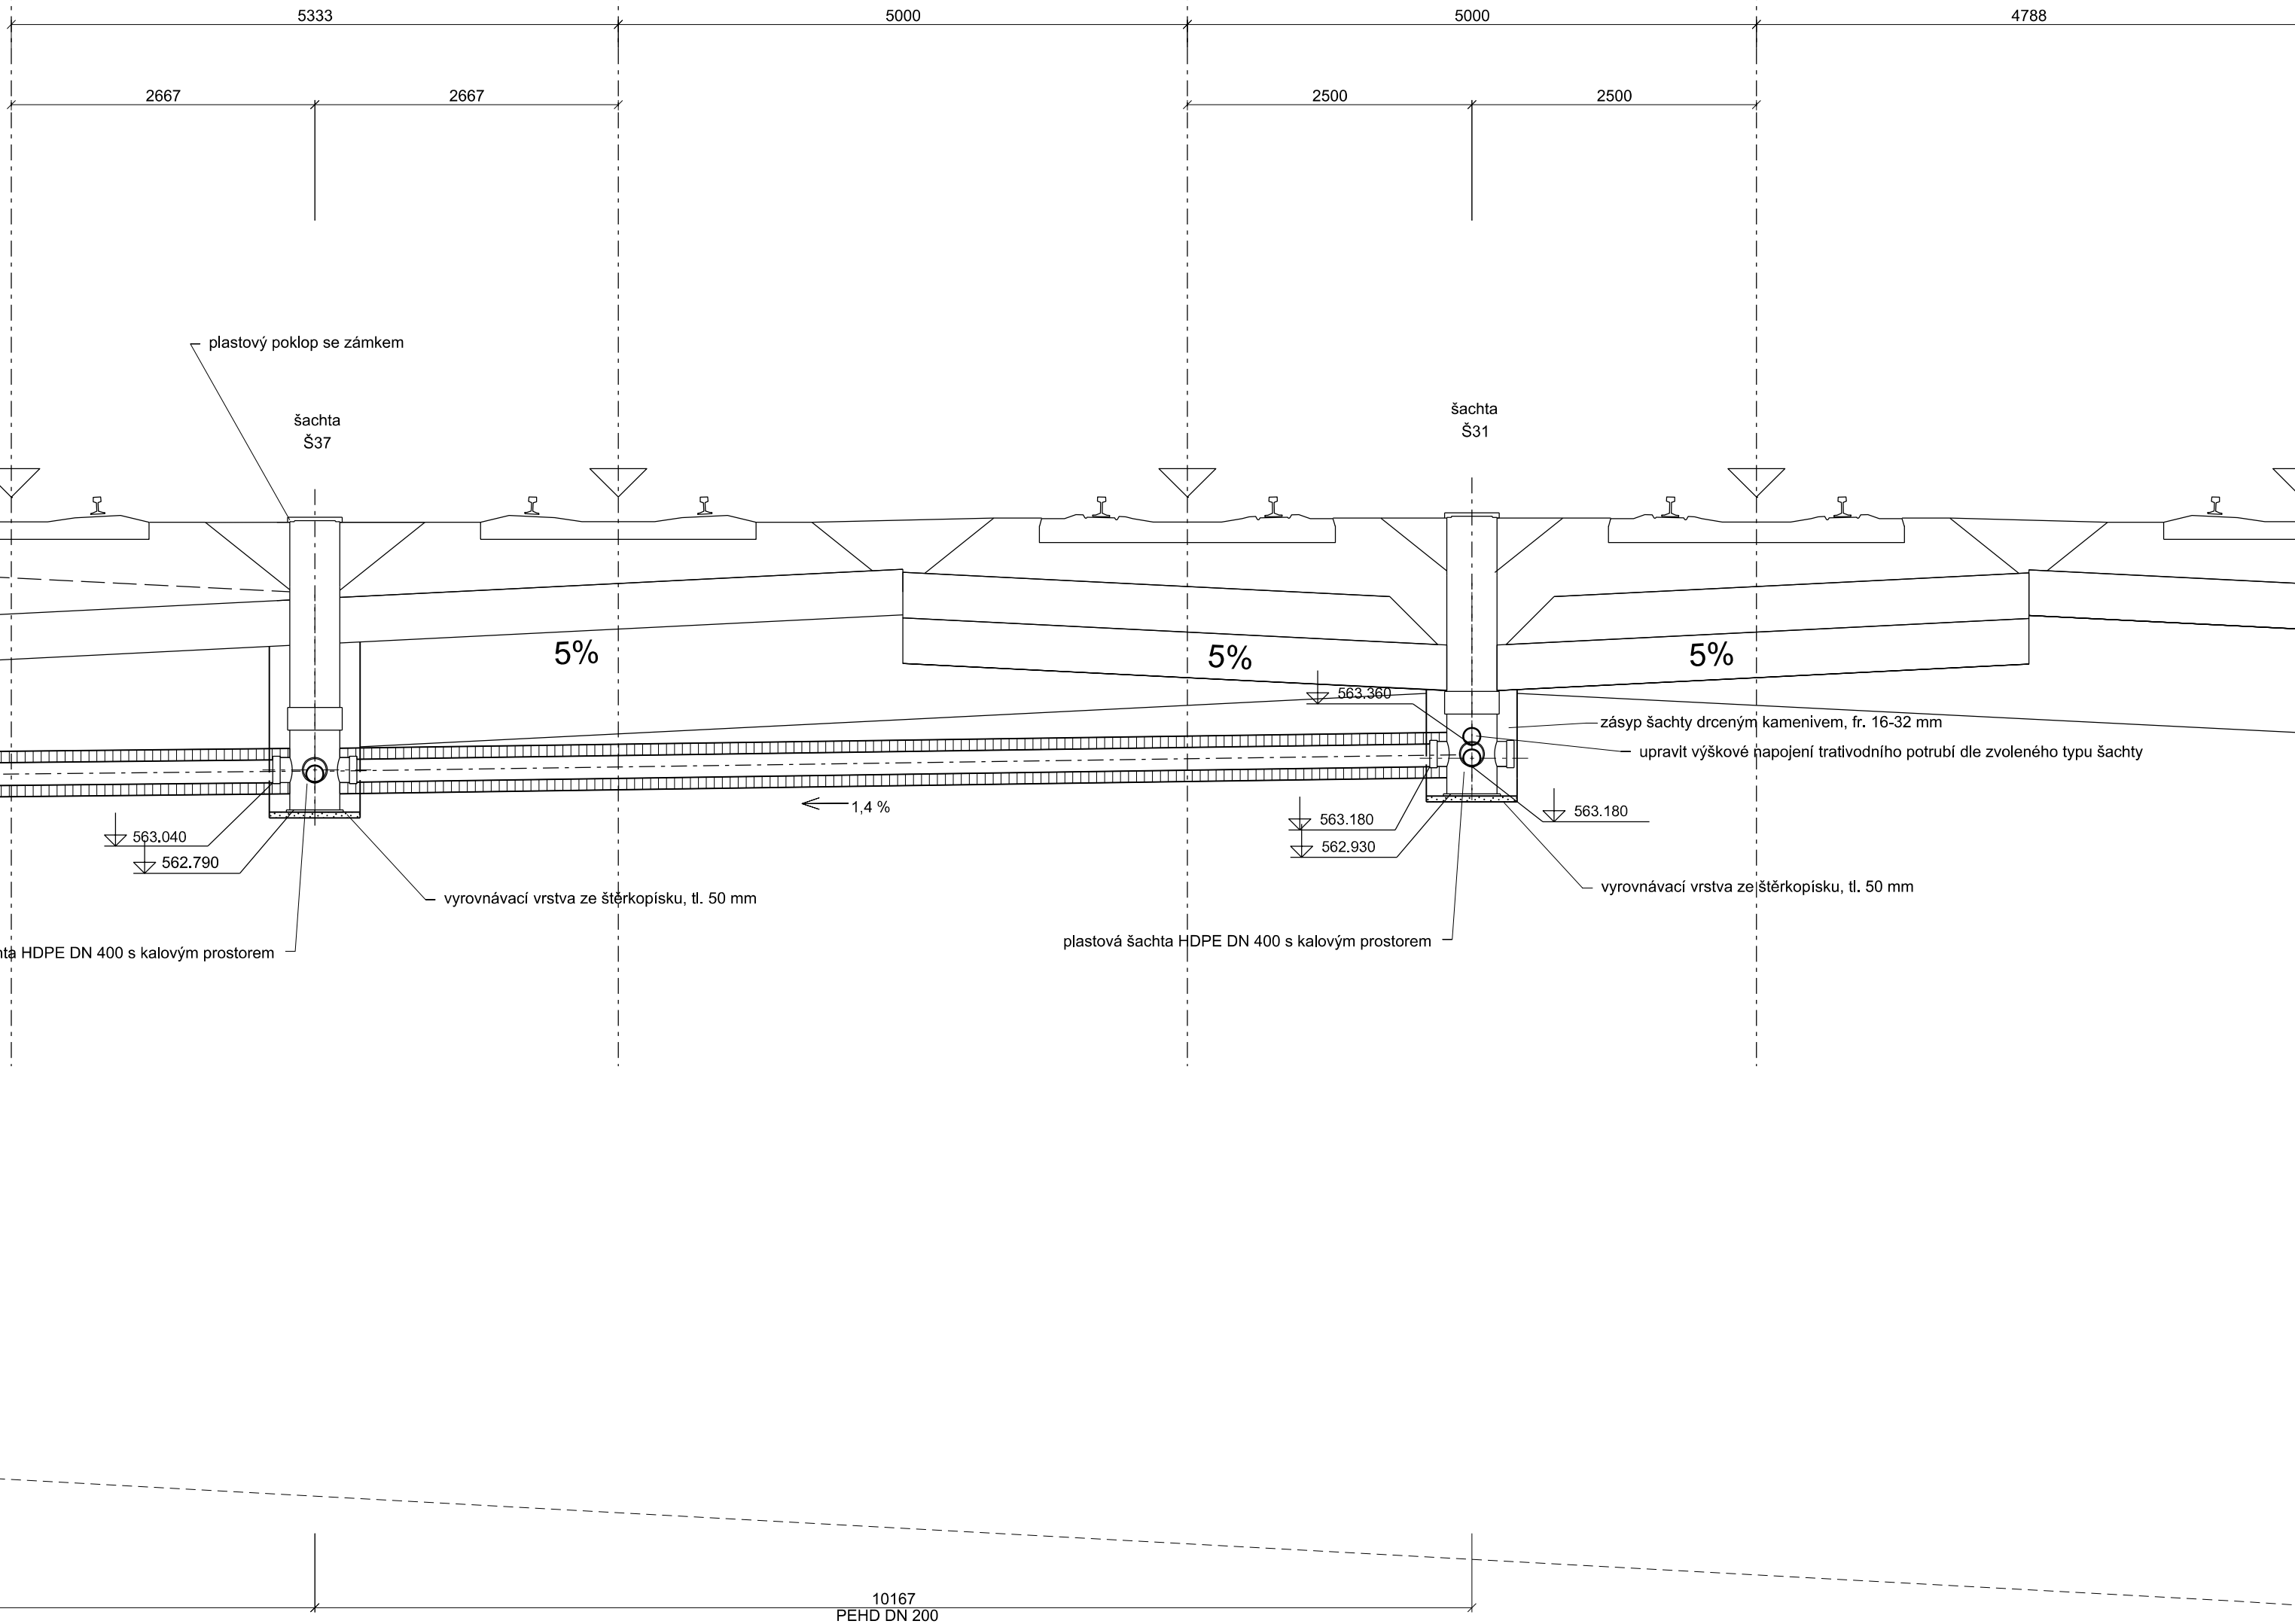 5333
5000
5000
4788
2667
2667
2500
2500
plastový poklop se zámkem
šachta
Š37
šachta
Š31
5%
5%
5%
563.360
zásyp šachty drceným kamenivem, fr. 16-32 mm
upravit výškové napojení trativodního potrubí dle zvoleného typu šachty
1,4 %
563.040
562.790
563.180
562.930
563.180
vyrovnávací vrstva ze štěrkopísku, tl. 50 mm
vyrovnávací vrstva ze štěrkopísku, tl. 50 mm
HDPE DN 400 s kalovým prostorem
plastová šachta HDPE DN 400 s kalovým prostorem
10167
PEHD DN 200